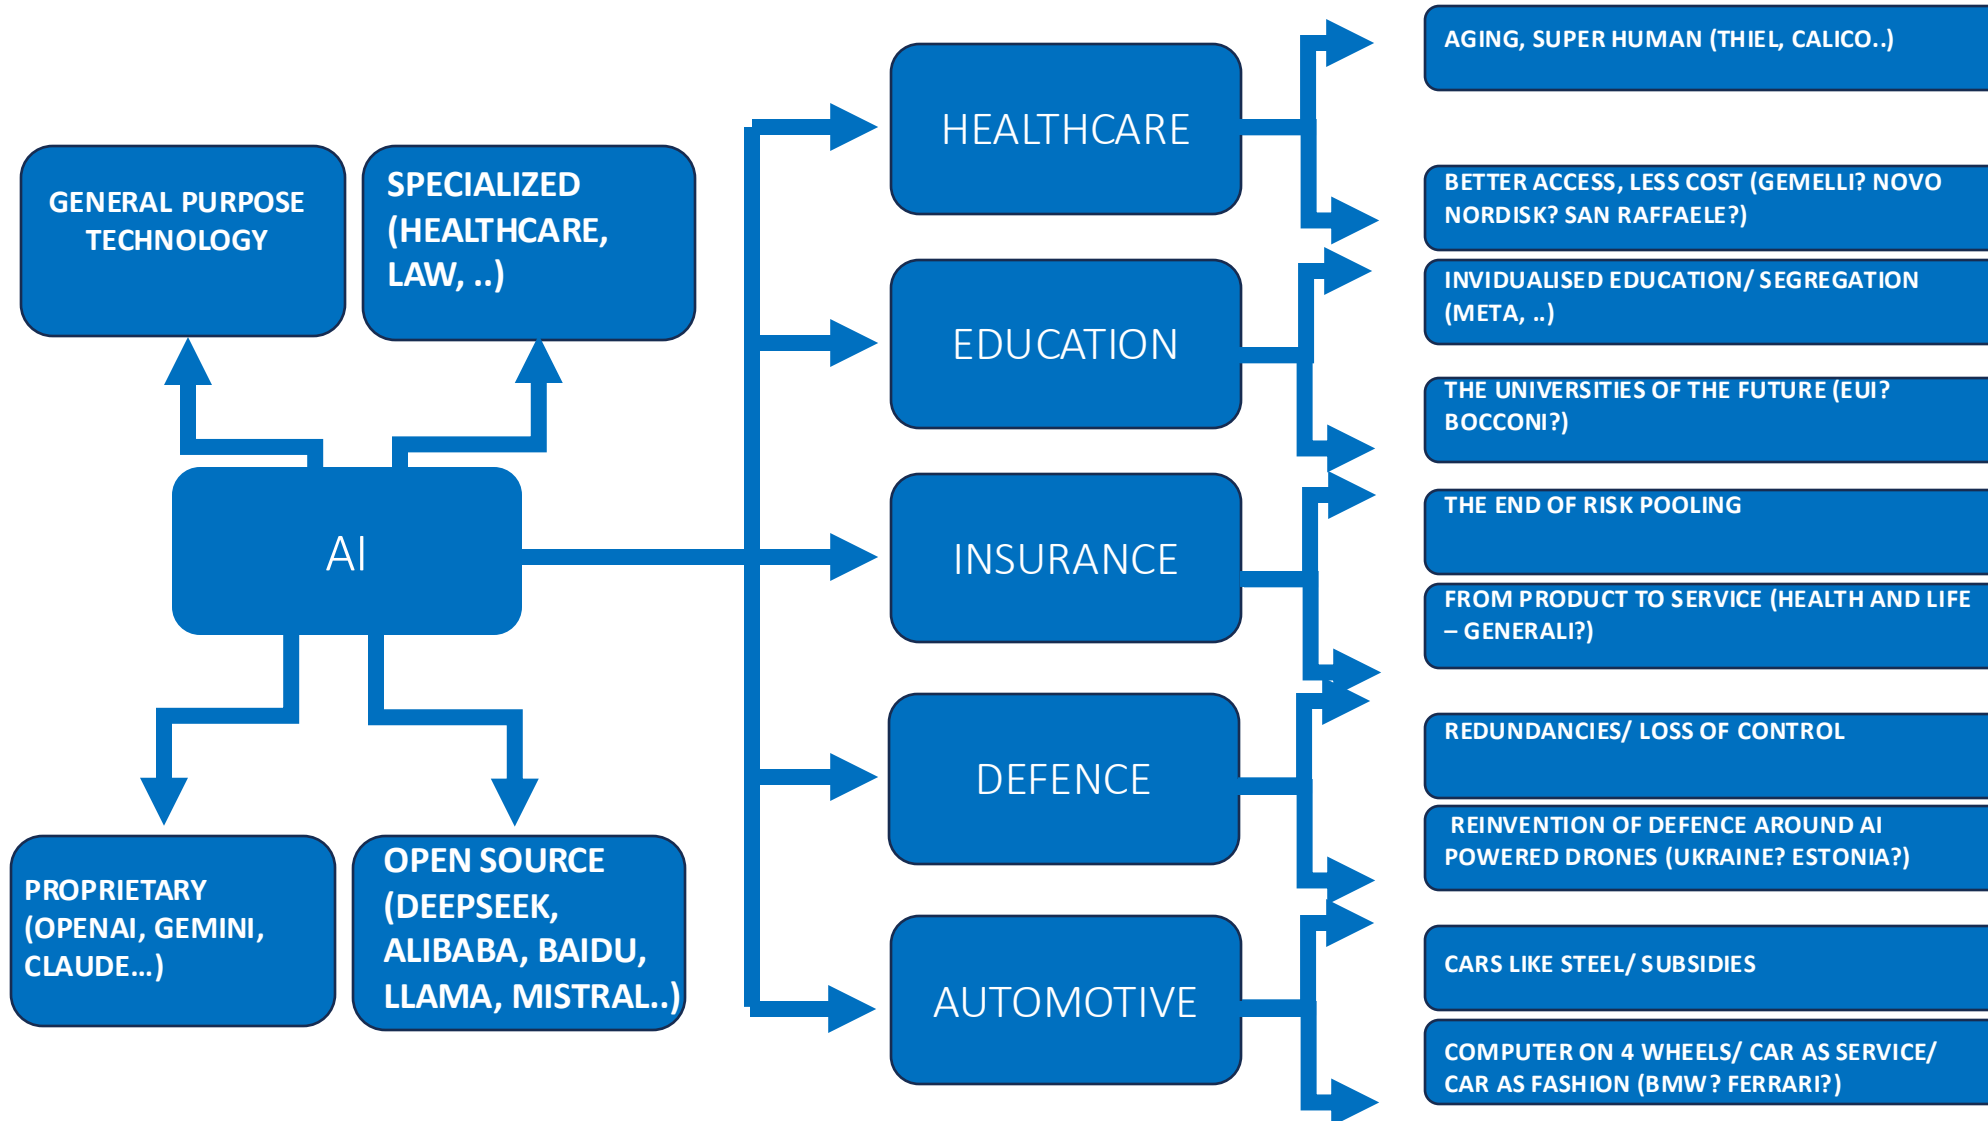 GENERAL PURPOSE
TECHNOLOGY
SPECIALIZED
(HEALTHCARE,
LAW, ..)
AI
PROPRIETARY
(OPENAI, GEMINI,
CLAUDE...)
OPEN SOURCE
(DEEPSEEK,
ALIBABA, BAIDU,
LLAMA, MISTRAL..)
HEALTHCARE
AGING, SUPER HUMAN (THIEL, CALICO..)
BETTER ACCESS, LESS COST (GEMELLI? NOVO
NORDISK? SAN RAFFAELE?)
EDUCATION
INVIDUALISED EDUCATION/ SEGREGATION
(META, ..)
THE UNIVERSITIES OF THE FUTURE (EUI?
BOCCONI?)
INSURANCE
THE END OF RISK POOLING
FROM PRODUCT TO SERVICE (HEALTH AND LIFE
– GENERALI?)
DEFENCE
REDUNDANCIES/ LOSS OF CONTROL
REINVENTION OF DEFENCE AROUND AI
POWERED DRONES (UKRAINE? ESTONIA?)
AUTOMOTIVE
CARS LIKE STEEL/ SUBSIDIES
COMPUTER ON 4 WHEELS/ CAR AS SERVICE/
CAR AS FASHION (BMW? FERRARI?)